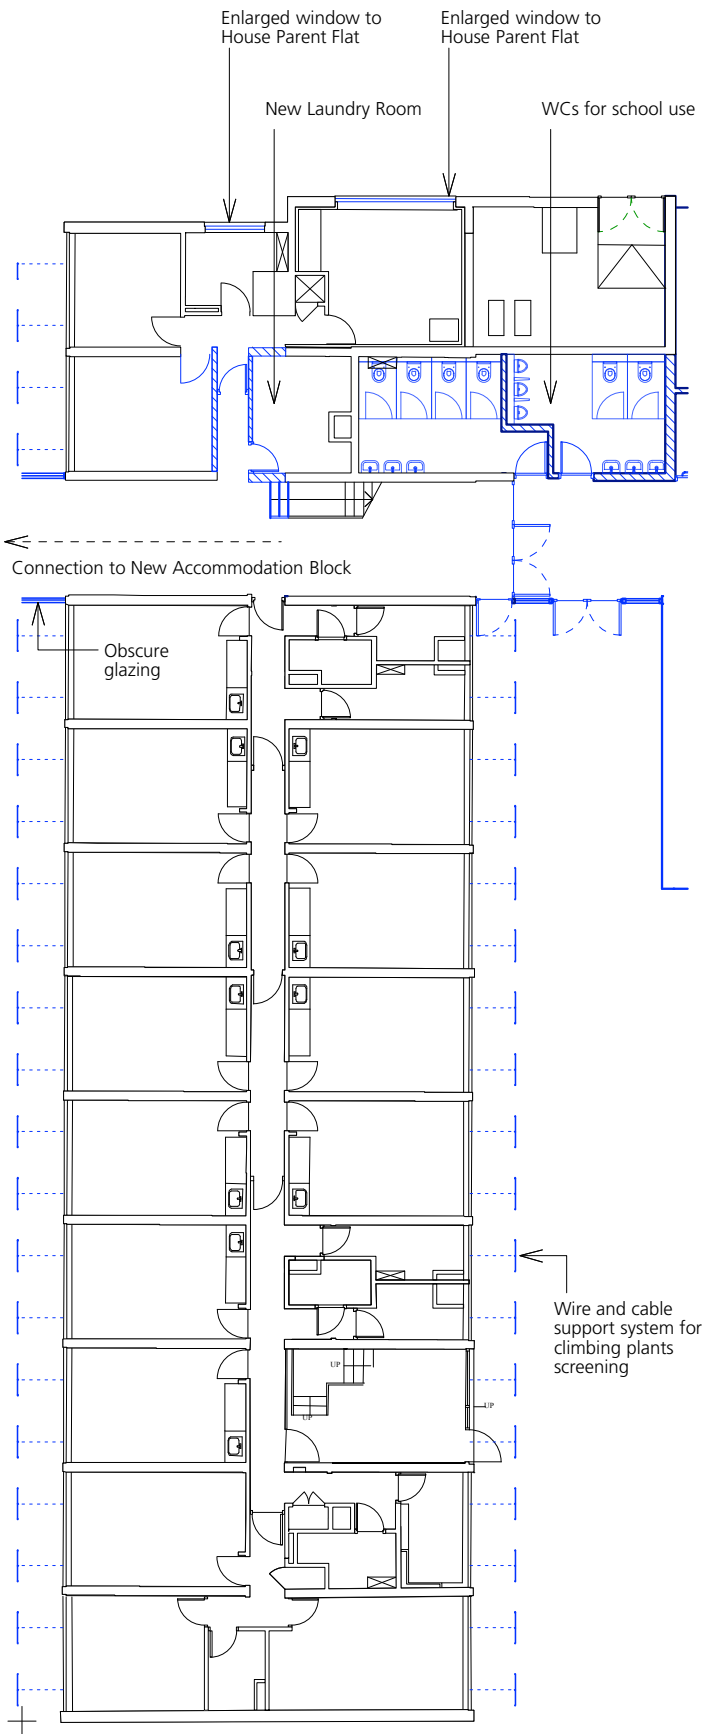 Enlarged window to
House Parent Flat
Enlarged window to
House Parent Flat
New Laundry Room
WCs for school use
Connection to New Accommodation Block
Obscure
glazing
Wire and cable
support system for
climbing plants
screening
UP
UP
UP